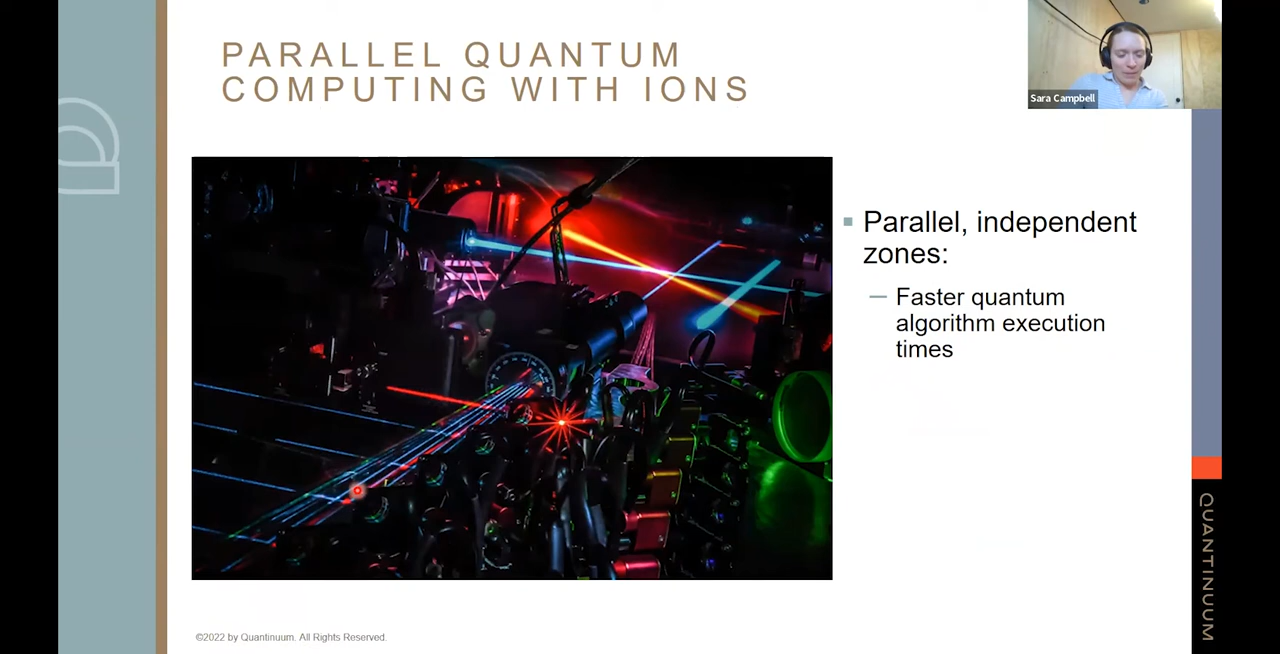 PARALLEL QUANTUM
COMPUTING WITH IONS
Sara Campbell
Parallel, independent
zones:
Faster quantum
algorithm execution
times
©2022 by Quantinuum. All Rights Reserved.
QUANTINUUM